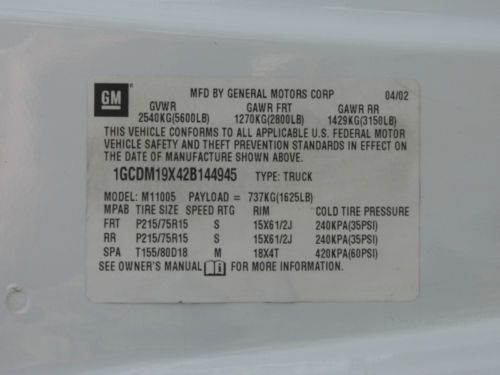 GM
MFD BY GENERAL MOTORS CORP 04/02
GVWR GAWR FRT GAWR RR
2540KG(5600LB) 1270KG(2800LB) 1429KG(3150LB)
THIS VEHICLE CONFORMS TO ALL APPLICABLE U.S. FEDERAL MOTOR
VEHICLE SAFETY AND THEFT PREVENTION STANDARDS IN EFFECT ON
THE DATE OF MANUFACTURE SHOWN ABOVE.
1GCDM19X42B144945 TYPE: TRUCK
MODEL: M11005 PAYLOAD = 737KG(1625LB)
MPAB TIRE SIZE SPEED RTG RIM COLD TIRE PRESSURE
FRT P215/75R15 S 15X61/2J 240KPA(35PSI)
RR P215/75R15 S 15X61/2J 240KPA(35PSI)
SPA T155/80D18 M 18X4T 420KPA(60PSI)
SEE OWNER'S MANUAL FOR MORE INFORMATION.